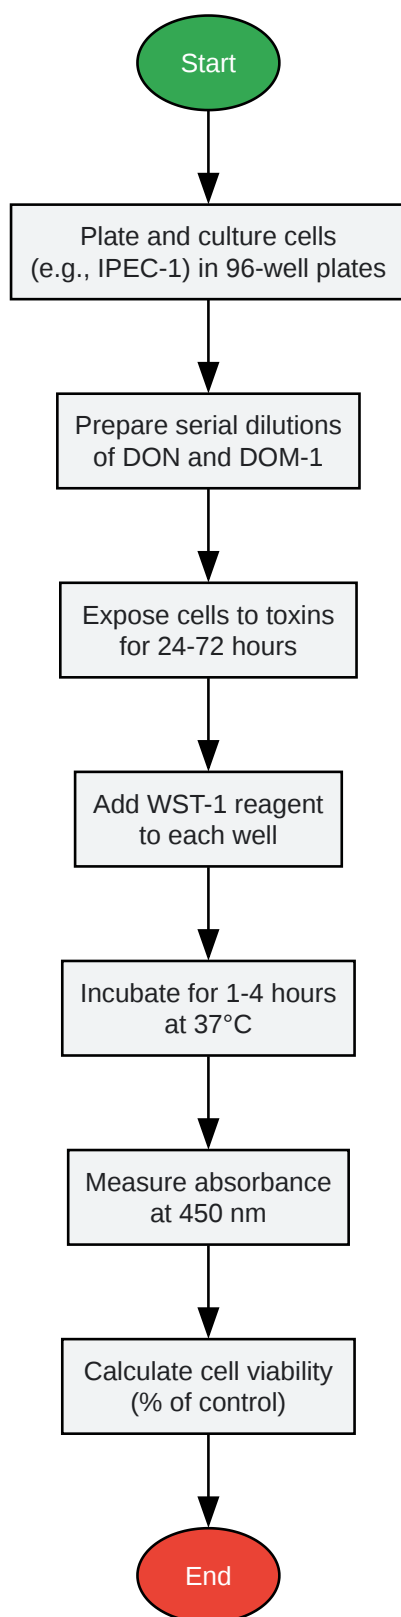 Start
Plate and culture cells
(e.g., IPEC-1) in 96-well plates
Prepare serial dilutions
of DON and DOM-1
Expose cells to toxins
for 24-72 hours
Add WST-1 reagent
to each well
Incubate for 1-4 hours
at 37°C
Measure absorbance
at 450 nm
Calculate cell viability
(% of control)
End